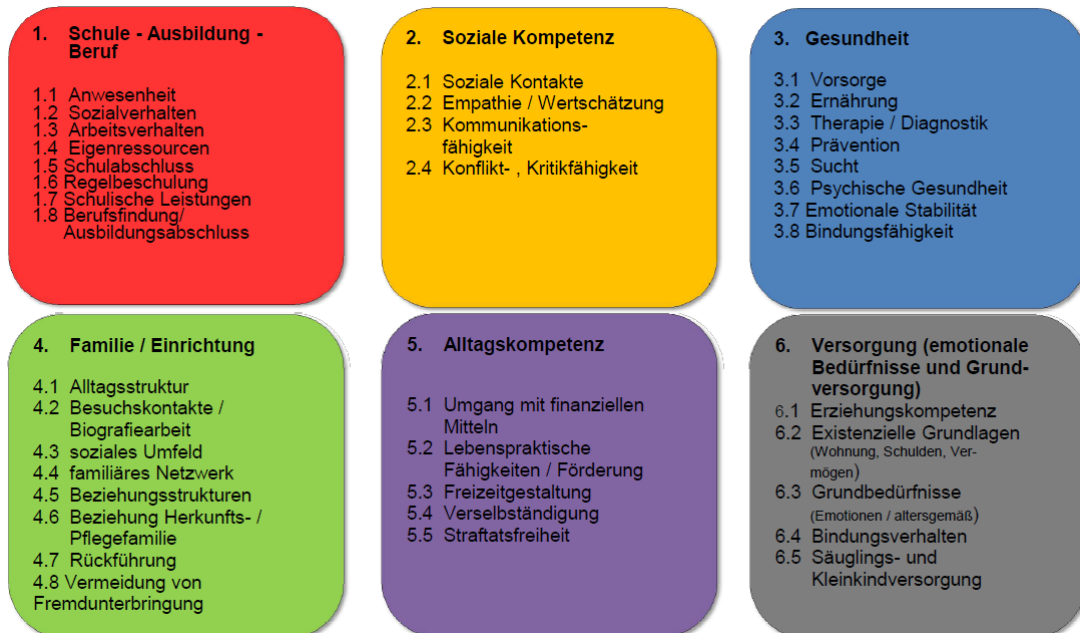 1. Schule - Ausbildung -
Beruf
1.1 Anwesenheit
1.2 Sozialverhalten
1.3 Arbeitsverhalten
1.4 Eigenressourcen
1.5 Schulabschluss
1.6 Regelbeschulung
1.7 Schulische Leistungen
1.8 Berufsfindung/
Ausbildungsabschluss
2. Soziale Kompetenz
2.1 Soziale Kontakte
2.2 Empathie / Wertschätzung
2.3 Kommunikations-
fähigkeit
2.4 Konflikt- , Kritikfähigkeit
3. Gesundheit
3.1 Vorsorge
3.2 Ernährung
3.3 Therapie / Diagnostik
3.4 Prävention
3.5 Sucht
3.6 Psychische Gesundheit
3.7 Emotionale Stabilität
3.8 Bindungsfähigkeit
4. Familie / Einrichtung
4.1 Alltagsstruktur
4.2 Besuchskontakte /
Biografiearbeit
4.3 soziales Umfeld
4.4 familiäres Netzwerk
4.5 Beziehungsstrukturen
4.6 Beziehung Herkunfts- /
Pflegefamilie
4.7 Rückführung
4.8 Vermeidung von
Fremdunterbringung
5. Alltagskompetenz
5.1 Umgang mit finanziellen
Mitteln
5.2 Lebenspraktische
Fähigkeiten / Förderung
5.3 Freizeitgestaltung
5.4 Verselbständigung
5.5 Straftatsfreiheit
6. Versorgung (emotionale
Bedürfnisse und Grund-
versorgung)
6.1 Erziehungskompetenz
6.2 Existenzielle Grundlagen
(Wohnung, Schulden, Ver-
mögen)
6.3 Grundbedürfnisse
(Emotionen / altersgemäß)
6.4 Bindungsverhalten
6.5 Säuglings- und
Kleinkindversorgung